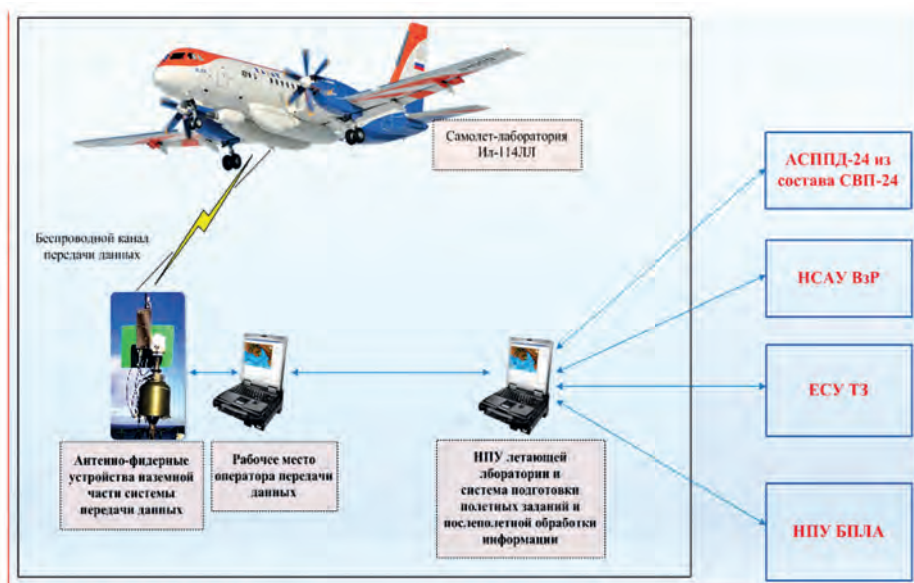 Самолет-лаборатория
Ил-114ЛЛ
Беспроводной канал
передачи данных
АСППД-24 из
состава СВП-24
НСАУ ВзР
ЕСУ ТЗ
НПУ БПЛА
Антенно-фидерные
устройства наземной
части системы
передачи данных
Рабочее место
оператора передачи
данных
НПУ летающей
лборатории и
система подготовки
полетных заданий и
послеполетной обработки
информации